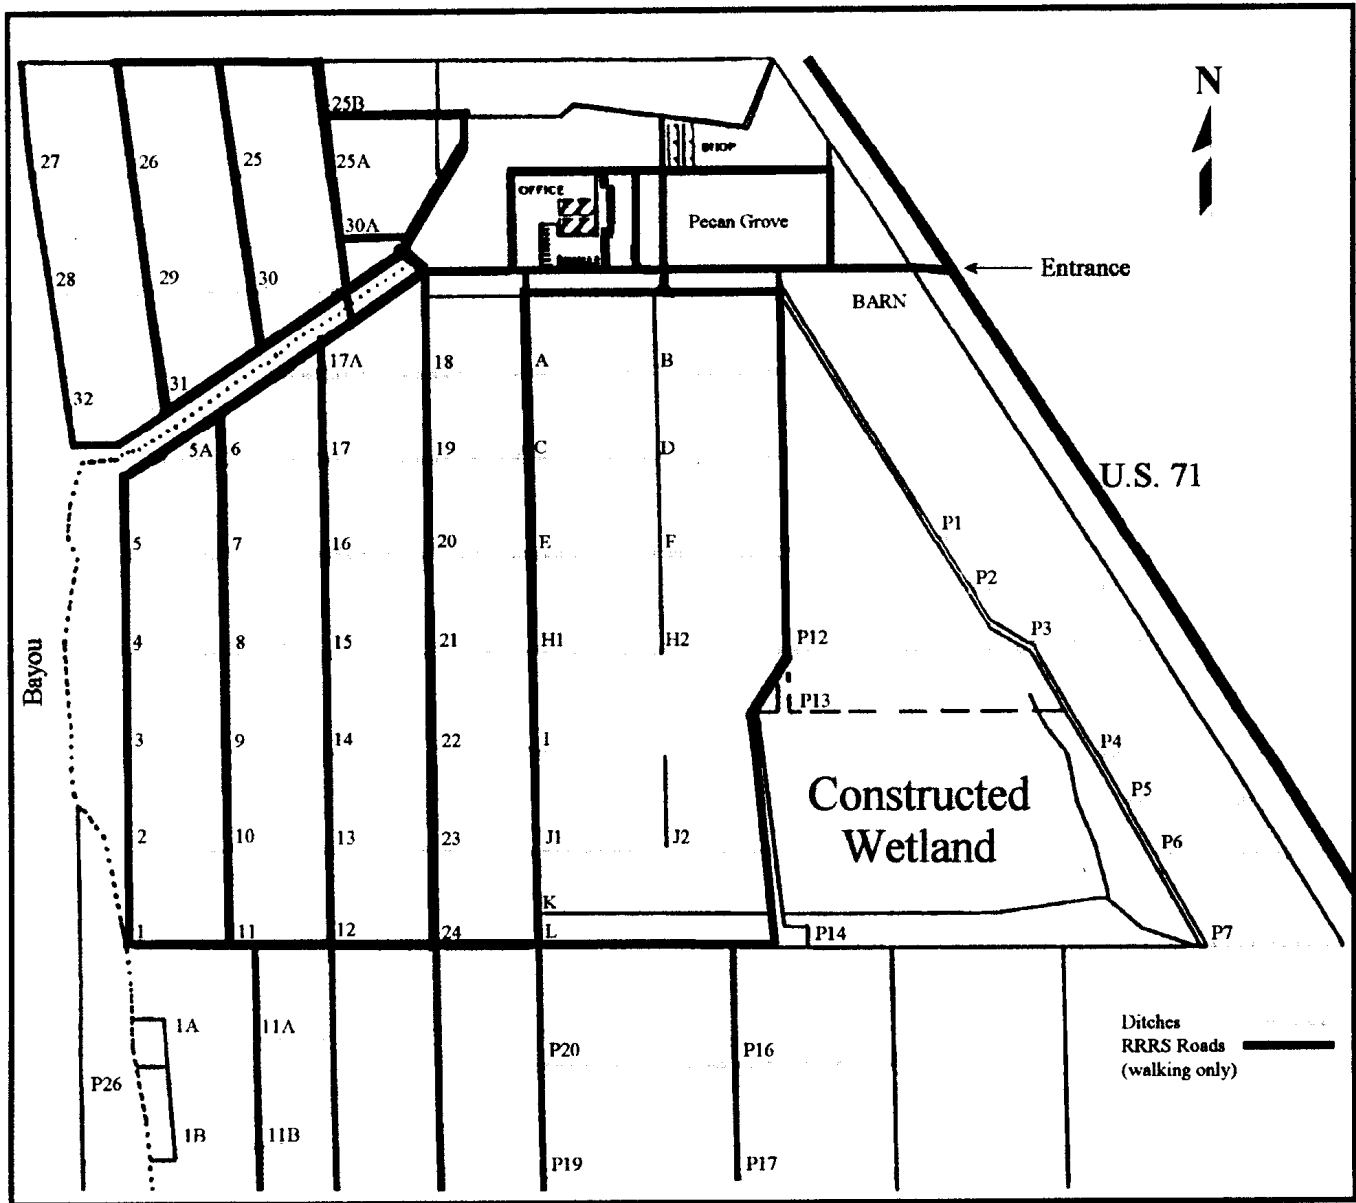 N
25B
SHOP
27
26
25
25A
OFFICE
30A
Pecan Grove
Entrance
28
29
30
BARN
32
31
17A
18
A
B
5A
6
17
19
C
D
U.S. 71
5
7
16
20
E
F
P1
P2
Bayou
4
8
15
21
H1
H2
P12
P3
P13
3
9
14
22
I
P4
Constructed
Wetland
P5
2
10
13
23
J1
J2
P6
K
1
11
12
24
L
P14
P7
1A
11A
Ditches
RRRS Roads
(walking only)
P20
P16
P26
1B
11B
P19
P17